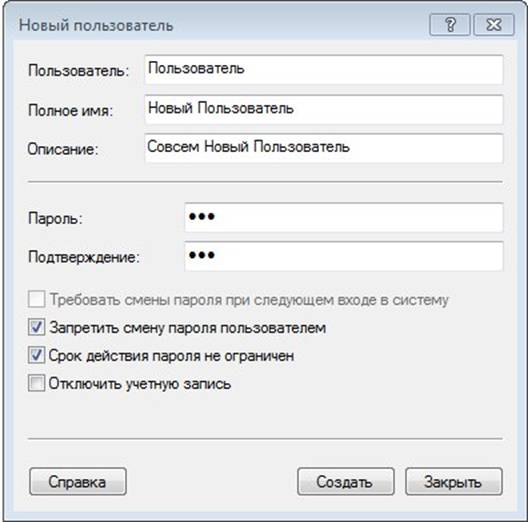 Новый пользователь
Пользователь: Пользователь
Полное имя: Новый Пользователь
Описание: Совсем Новый Пользователь
Пароль: •••
Подтверждение: •••
Требовать смены пароля при следующем входе в систему
Запретить смену пароля пользователем
Срок действия пароля не ограничен
Отключить учетную запись
Справка Создать Закрыть